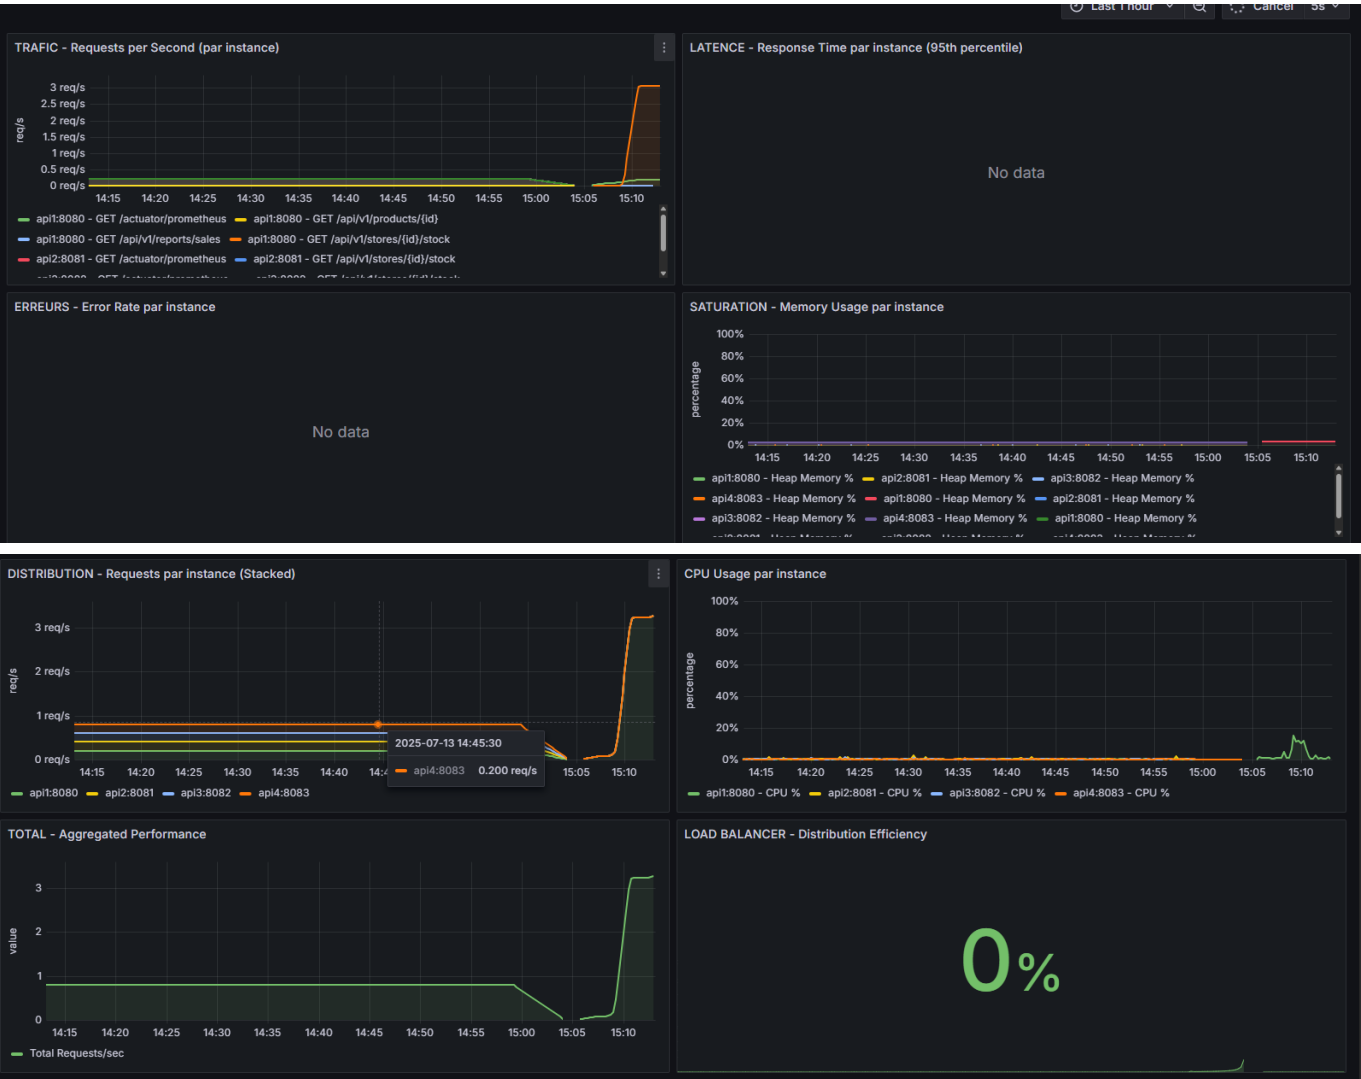 Last 1 hour Cancel 5s
TRAFIC - Requests per Second (par instance)
3 req/s
2.5 req/s
2 req/s
1.5 req/s
1 req/s
0.5 req/s
0 req/s
req/s
14:15 14:20 14:25 14:30 14:35 14:40 14:45 14:50 14:55 15:00 15:05 15:10
api1:8080 - GET /actuator/prometheus api1:8080 - GET /api/v1/products/{id}
api1:8080 - GET /api/v1/reports/sales api1:8080 - GET /api/v1/stores/{id}/stock
api2:8081 - GET /actuator/prometheus api2:8081 - GET /api/v1/stores/{id}/stock
LATENCE - Response Time par instance (95th percentile)
No data
ERREURS - Error Rate par instance
No data
SATURATION - Memory Usage par instance
100%
80%
60%
40%
20%
0%
percentage
14:15 14:20 14:25 14:30 14:35 14:40 14:45 14:50 14:55 15:00 15:05 15:10
api1:8080 - Heap Memory % api2:8081 - Heap Memory % api3:8082 - Heap Memory %
api4:8083 - Heap Memory % api1:8080 - Heap Memory % api2:8081 - Heap Memory %
api3:8082 - Heap Memory % api4:8083 - Heap Memory % api1:8080 - Heap Memory %
DISTRIBUTION - Requests par instance (Stacked)
3 req/s
2 req/s
1 req/s
0 req/s
req/s
14:15 14:20 14:25 14:30 14:35 14:40 14:4 15:05 15:10
2025-07-13 14:45:30
api4:8083 0.200 req/s
api1:8080 api2:8081 api3:8082 api4:8083
CPU Usage par instance
100%
80%
60%
40%
20%
0%
percentage
14:15 14:20 14:25 14:30 14:35 14:40 14:45 14:50 14:55 15:00 15:05 15:10
api1:8080 - CPU % api2:8081 - CPU % api3:8082 - CPU % api4:8083 - CPU %
TOTAL - Aggregated Performance
3
2
1
0
value
14:15 14:20 14:25 14:30 14:35 14:40 14:45 14:50 14:55 15:00 15:05 15:10
Total Requests/sec
LOAD BALANCER - Distribution Efficiency
0%